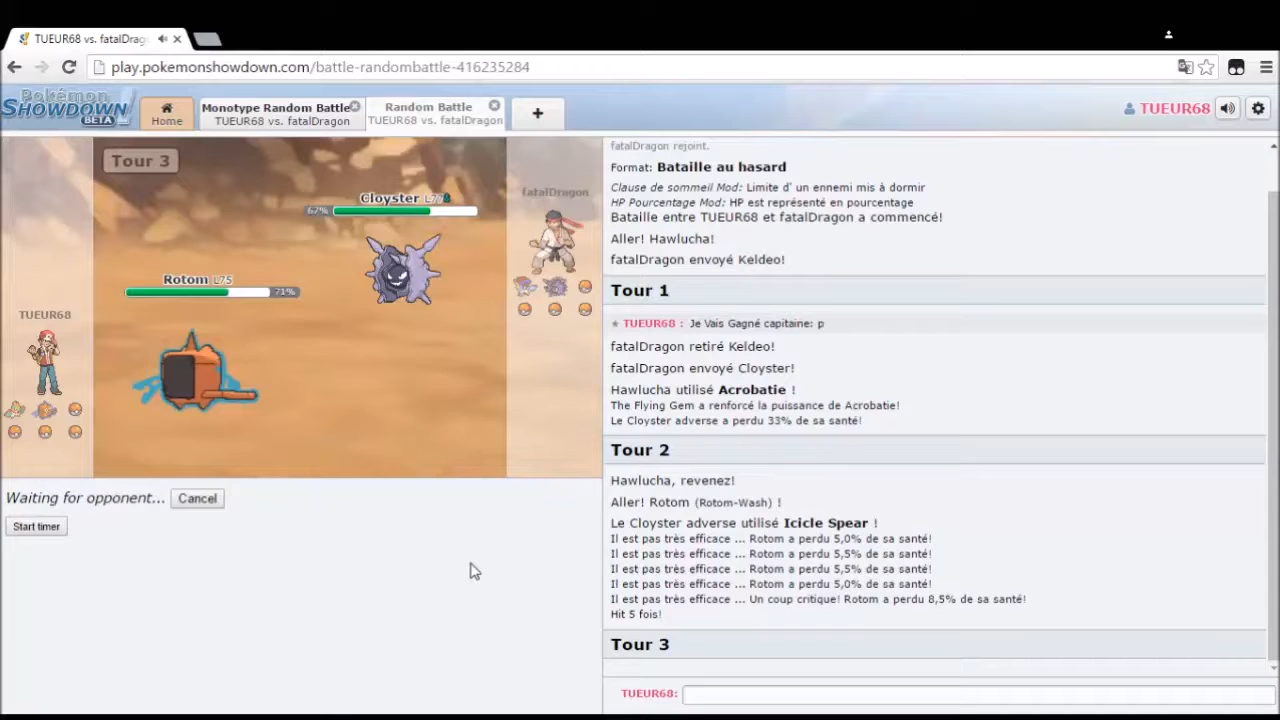 TUEUR68 vs. fatalDrag
play.pokemonshowdown.com/battle-randombattle-416235284
Pokémon
SHOWDOWN
BETA
Home
Monotype Random Battle
TUEUR68 vs. fatalDragon
Random Battle
TUEUR68 vs. fatalDragon
+
TUEUR68
Tour 3
Cloyster
67%
fatalDragon
Rotom L75
71%
TUEUR68
Waiting for opponent... Cancel
Start timer
fatalDragon rejoint.
Format: Bataille au hasard
Clause de sommeil Mod: Limite d' un ennemi mis à dormir
HP Pourcentage Mod: HP est représenté en pourcentage
Bataille entre TUEUR68 et fatalDragon a commencé!
Aller! Hawlucha!
fatalDragon envoyé Keldeo!
Tour 1
★ TUEUR68 : Je Vais Gagné capitaine: p
fatalDragon retiré Keldeo!
fatalDragon envoyé Cloyster!
Hawlucha utilisé Acrobatie !
The Flying Gem a renforcé la puissance de Acrobatie!
Le Cloyster adverse a perdu 33% de sa santé!
Tour 2
Hawlucha, revenez!
Aller! Rotom (Rotom-Wash) !
Le Cloyster adverse utilisé Icicle Spear !
Il est pas très efficace ... Rotom a perdu 5,0% de sa santé!
Il est pas très efficace ... Rotom a perdu 5,5% de sa santé!
Il est pas très efficace ... Rotom a perdu 5,5% de sa santé!
Il est pas très efficace ... Rotom a perdu 5,0% de sa santé!
Il est pas très efficace ... Un coup critique! Rotom a perdu 8,5% de sa santé!
Hit 5 fois!
Tour 3
TUEUR68: